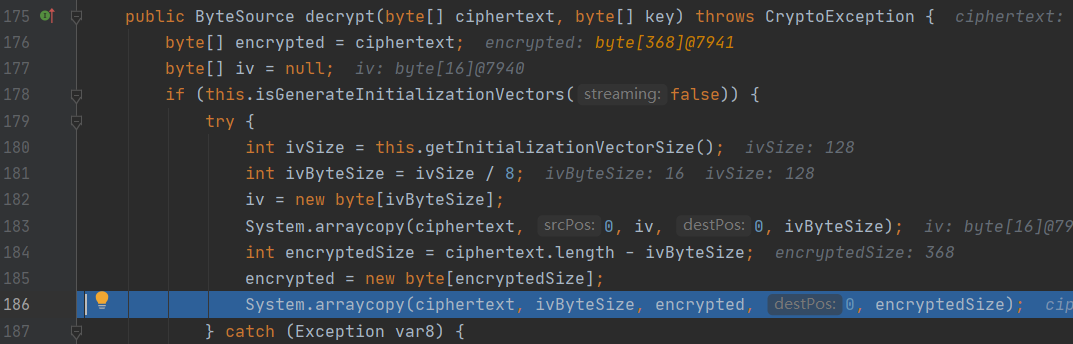 175 public ByteSource decrypt(byte[] ciphertext, byte[] key) throws CryptoException { ciphertext:
176 byte[] encrypted = ciphertext; encrypted: byte[368]@7941
177 byte[] iv = null; iv: byte[16]@7940
178 if (this.isGenerateInitializationVectors( streaming: false)) {
179 try {
180 int ivSize = this.getInitializationVectorSize(); ivSize: 128
181 int ivByteSize = ivSize / 8; ivByteSize: 16 ivSize: 128
182 iv = new byte[ivByteSize];
183 System.arraycopy(ciphertext, srcPos: 0, iv, destPos: 0, ivByteSize); iv: byte[16]@79
184 int encryptedSize = ciphertext.length - ivByteSize; encryptedSize: 368
185 encrypted = new byte[encryptedSize];
186 System.arraycopy(ciphertext, ivByteSize, encrypted, destPos: 0, encryptedSize); cip
187 } catch (Exception var8) {